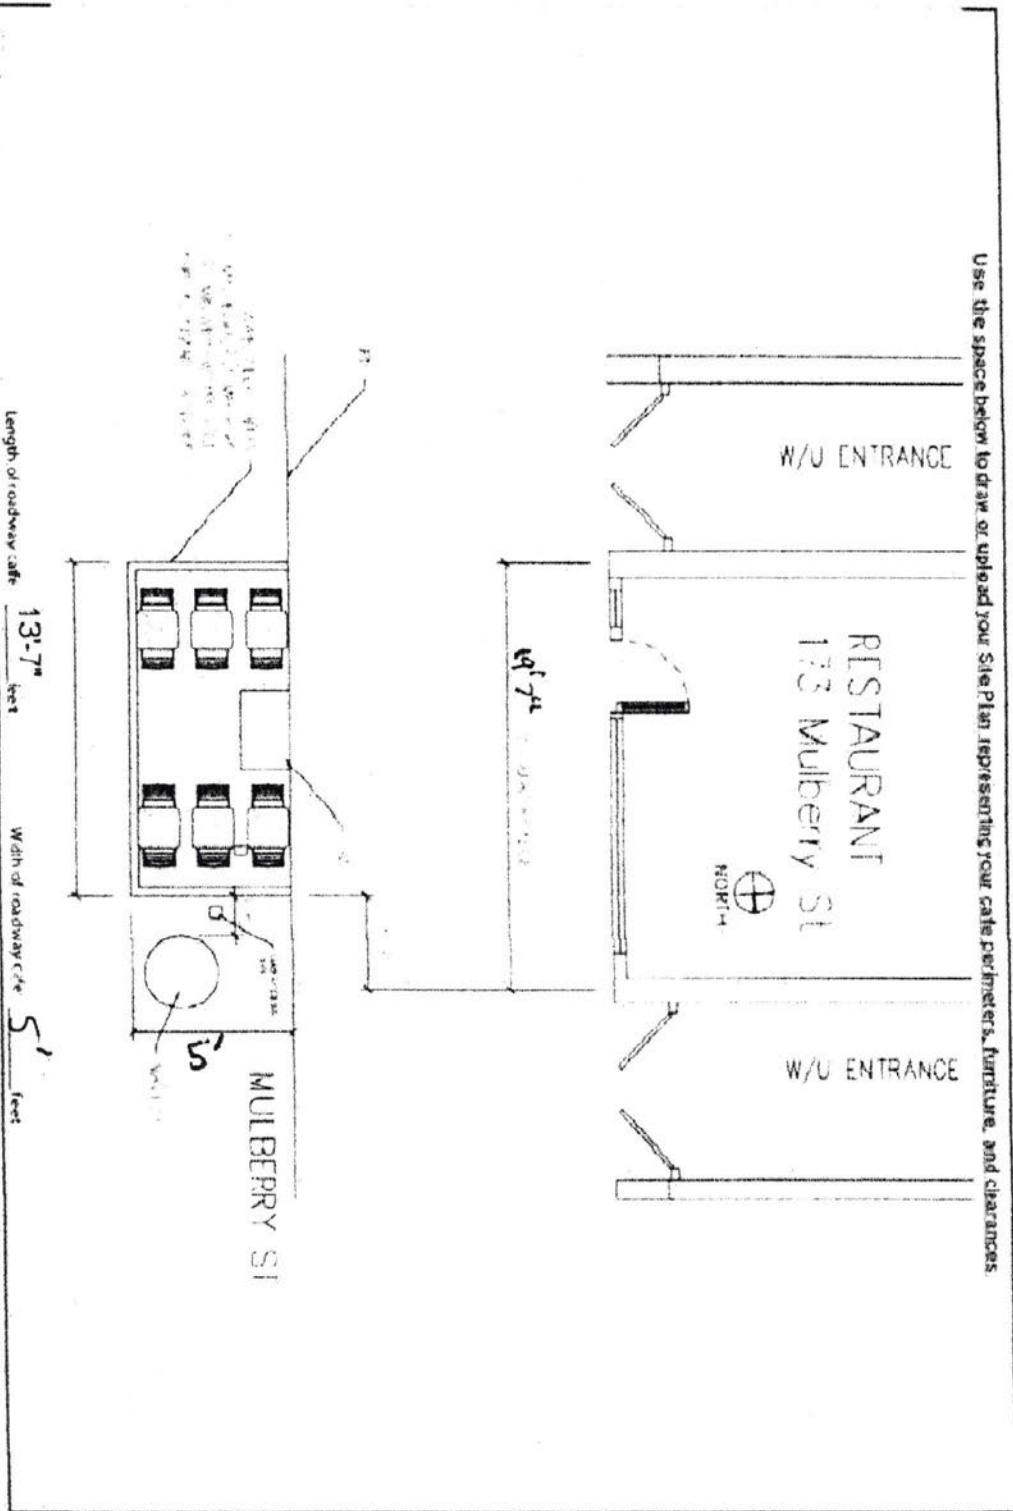 Use the space below to draw or upload your Site Plan representing your cafe perimeters, furniture, and clearances.
W/U ENTRANCE
RESTAURANT
173 Mulberry St
NORTH
W/U ENTRANCE
19'7"
MULBERRY St
5'
Length of roadway cafe 13'-7" feet
Width of roadway cafe 5' feet